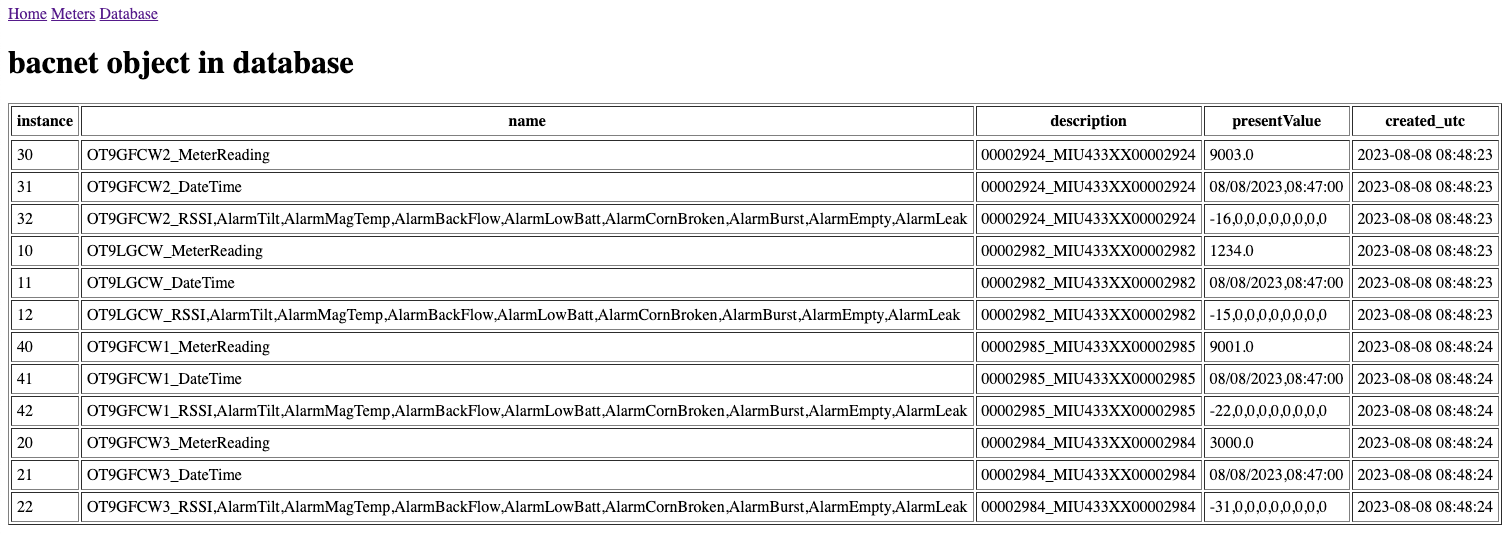 Home Meters Database
bacnet object in database
instance name description presentValue created_utc
30 OT9GFCW2_MeterReading 00002924_MIU433XX00002924 9003.0 2023-08-08 08:48:23
31 OT9GFCW2_DateTime 00002924_MIU433XX00002924 08/08/2023,08:47:00 2023-08-08 08:48:23
32 OT9GFCW2_RSSI,AlarmTilt,AlarmMagTemp,AlarmBackFlow,AlarmLowBatt,AlarmCornBroken,AlarmBurst,AlarmEmpty,AlarmLeak 00002924_MIU433XX00002924 -16,0,0,0,0,0,0,0,0 2023-08-08 08:48:23
10 OT9LGCW_MeterReading 00002982_MIU433XX00002982 1234.0 2023-08-08 08:48:23
11 OT9LGCW_DateTime 00002982_MIU433XX00002982 08/08/2023,08:47:00 2023-08-08 08:48:23
12 OT9LGCW_RSSI,AlarmTilt,AlarmMagTemp,AlarmBackFlow,AlarmLowBatt,AlarmCornBroken,AlarmBurst,AlarmEmpty,AlarmLeak 00002982_MIU433XX00002982 -15,0,0,0,0,0,0,0,0 2023-08-08 08:48:23
40 OT9GFCW1_MeterReading 00002985_MIU433XX00002985 9001.0 2023-08-08 08:48:24
41 OT9GFCW1_DateTime 00002985_MIU433XX00002985 08/08/2023,08:47:00 2023-08-08 08:48:24
42 OT9GFCW1_RSSI,AlarmTilt,AlarmMagTemp,AlarmBackFlow,AlarmLowBatt,AlarmCornBroken,AlarmBurst,AlarmEmpty,AlarmLeak 00002985_MIU433XX00002985 -22,0,0,0,0,0,0,0,0 2023-08-08 08:48:24
20 OT9GFCW3_MeterReading 00002984_MIU433XX00002984 3000.0 2023-08-08 08:48:24
21 OT9GFCW3_DateTime 00002984_MIU433XX00002984 08/08/2023,08:47:00 2023-08-08 08:48:24
22 OT9GFCW3_RSSI,AlarmTilt,AlarmMagTemp,AlarmBackFlow,AlarmLowBatt,AlarmCornBroken,AlarmBurst,AlarmEmpty,AlarmLeak 00002984_MIU433XX00002984 -31,0,0,0,0,0,0,0,0 2023-08-08 08:48:24